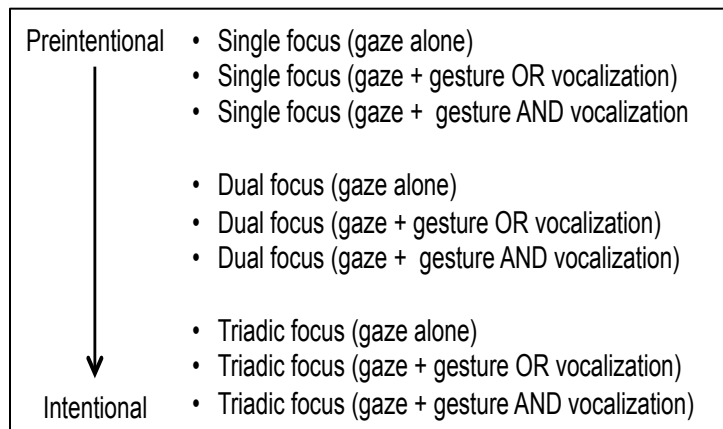 Preintentional • Single focus (gaze alone)
• Single focus (gaze + gesture OR vocalization)
• Single focus (gaze + gesture AND vocalization
• Dual focus (gaze alone)
• Dual focus (gaze + gesture OR vocalization)
• Dual focus (gaze + gesture AND vocalization)
• Triadic focus (gaze alone)
• Triadic focus (gaze + gesture OR vocalization)
Intentional • Triadic focus (gaze + gesture AND vocalization)